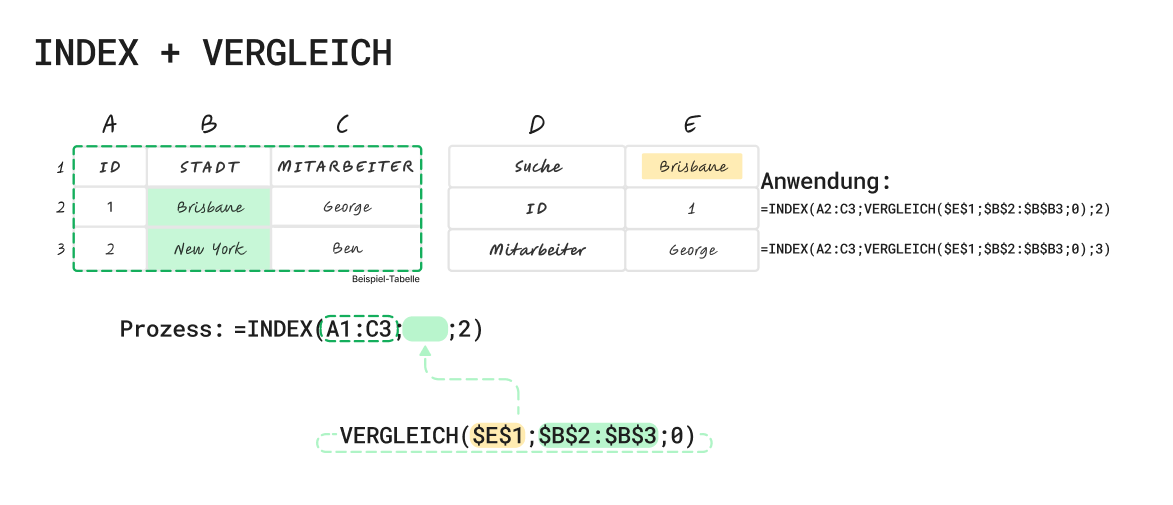 INDEX + VERGLEICH
A B C D E
1 ID STADT MITARBEITER Suche Brisbane
Anwendung:
2 1 Brisbane George ID 1 =INDEX(A2:C3;VERGLEICH($E$1;$B$2:$B$B3;0);2)
3 2 New York Ben Mitarbeiter George =INDEX(A2:C3;VERGLEICH($E$1;$B$2:$B$B3;0);3)
Beispiel-Tabelle
Prozess: =INDEX(A1:C3; ;2)
VERGLEICH($E$1;$B$2:$B$3;0)